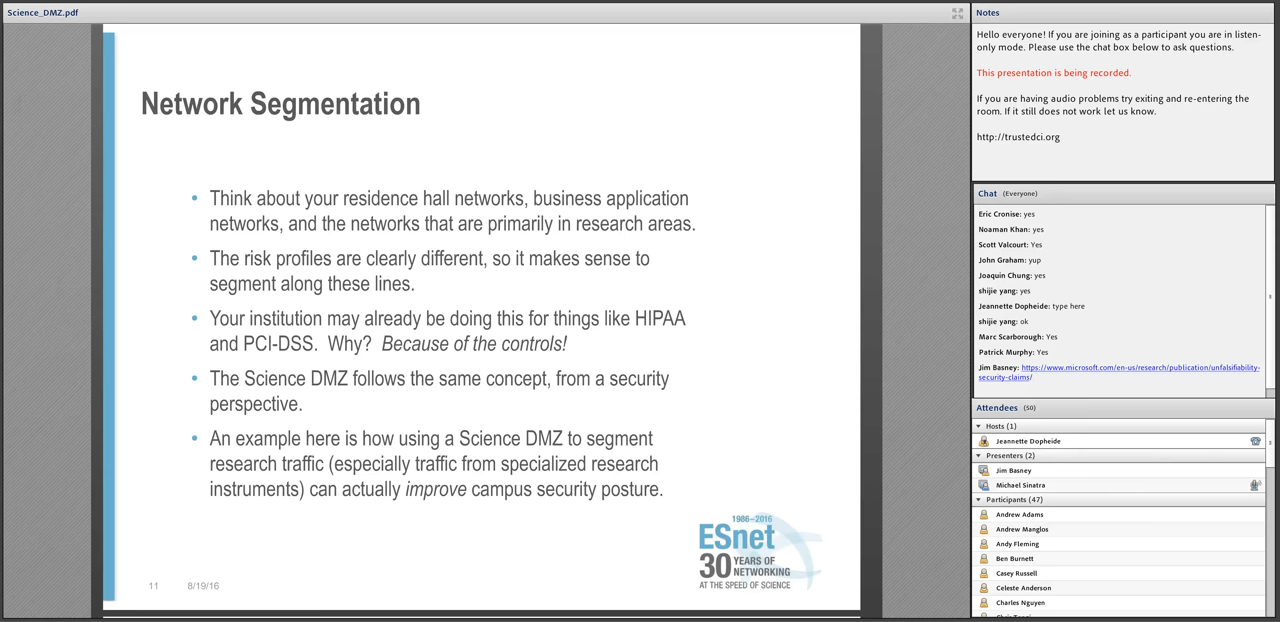 Science_DMZ.pdf
Network Segmentation
• Think about your residence hall networks, business application
networks, and the networks that are primarily in research areas.
• The risk profiles are clearly different, so it makes sense to
segment along these lines.
• Your institution may already be doing this for things like HIPAA
and PCI-DSS.  Why?  Because of the controls!
• The Science DMZ follows the same concept, from a security
perspective.
• An example here is how using a Science DMZ to segment
research traffic (especially traffic from specialized research
instruments) can actually improve campus security posture.
1986–2016
ESnet
30 YEARS OF
NETWORKING
AT THE SPEED OF SCIENCE
11 8/19/16
Notes
Hello everyone! If you are joining as a participant you are in listen-
only mode. Please use the chat box below to ask questions.
This presentation is being recorded.
If you are having audio problems try exiting and re-entering the
room. If it still does not work let us know.
http://trustedci.org
Chat (Everyone)
Eric Cronise: yes
Noaman Khan: yes
Scott Valcourt: Yes
John Graham: yup
Joaquin Chung: yes
shijie yang: yes
Jeannette Dopheide: type here
shijie yang: ok
Marc Scarborough: Yes
Patrick Murphy: Yes
Jim Basney: https://www.microsoft.com/en-us/research/publication/unfalsifiability-
security-claims/
Attendees (50)
Hosts (1)
Jeannette Dopheide
Presenters (2)
Jim Basney
Michael Sinatra
Participants (47)
Andrew Adams
Andrew Manglos
Andy Fleming
Ben Burnett
Casey Russell
Celeste Anderson
Charles Nguyen